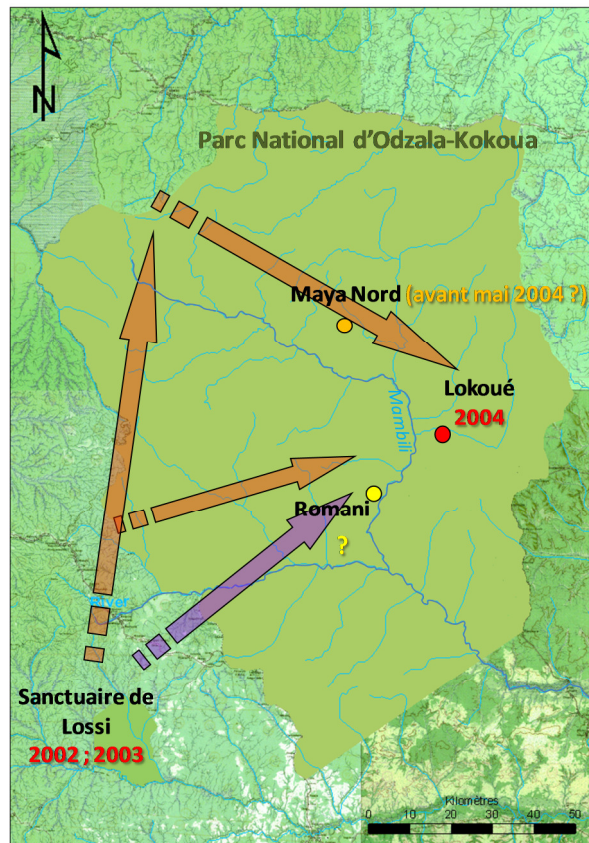 N
Parc National d'Odzala-Kokoua
Maya Nord (avant mai 2004 ?)
Lokoué
2004
Mambili
Romani
?
River
Sanctuaire de
Lossi
2002 ; 2003
Kilomètres
0 10 20 30 40 50